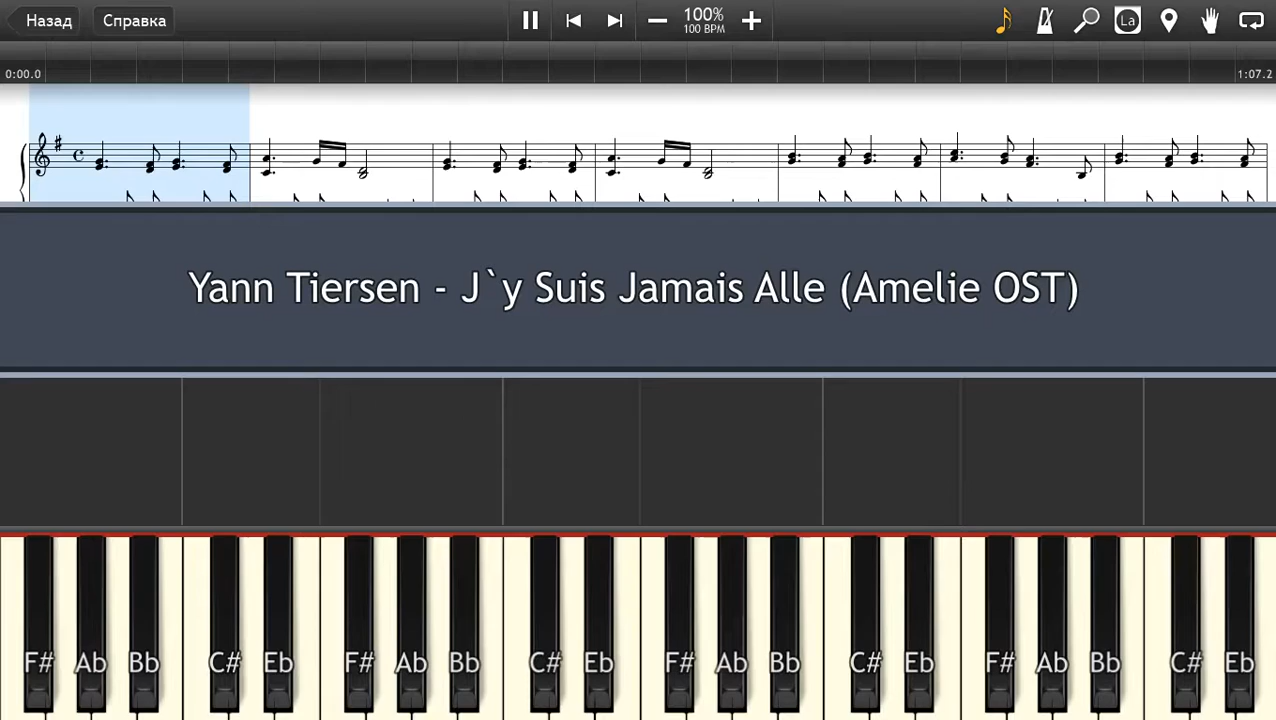 Назад
Справка
100%
100 BPM
La
0:00.0
1:07.2
Yann Tiersen - J`y Suis Jamais Alle (Amelie OST)
F# Ab Bb C# Eb F# Ab Bb C# Eb F# Ab Bb C# Eb F# Ab Bb C# Eb